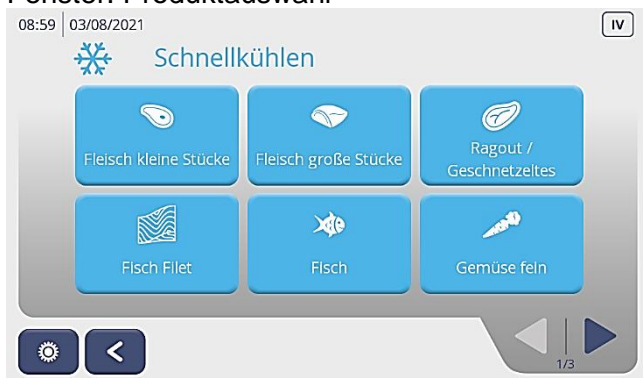 Fenster: Produktauswahl
08:59 03/08/2021 IV
Schnellkühlen
Fleisch kleine Stücke
Fleisch große Stücke
Ragout /
Geschnetzeltes
Fisch Filet
Fisch
Gemüse fein
1/3